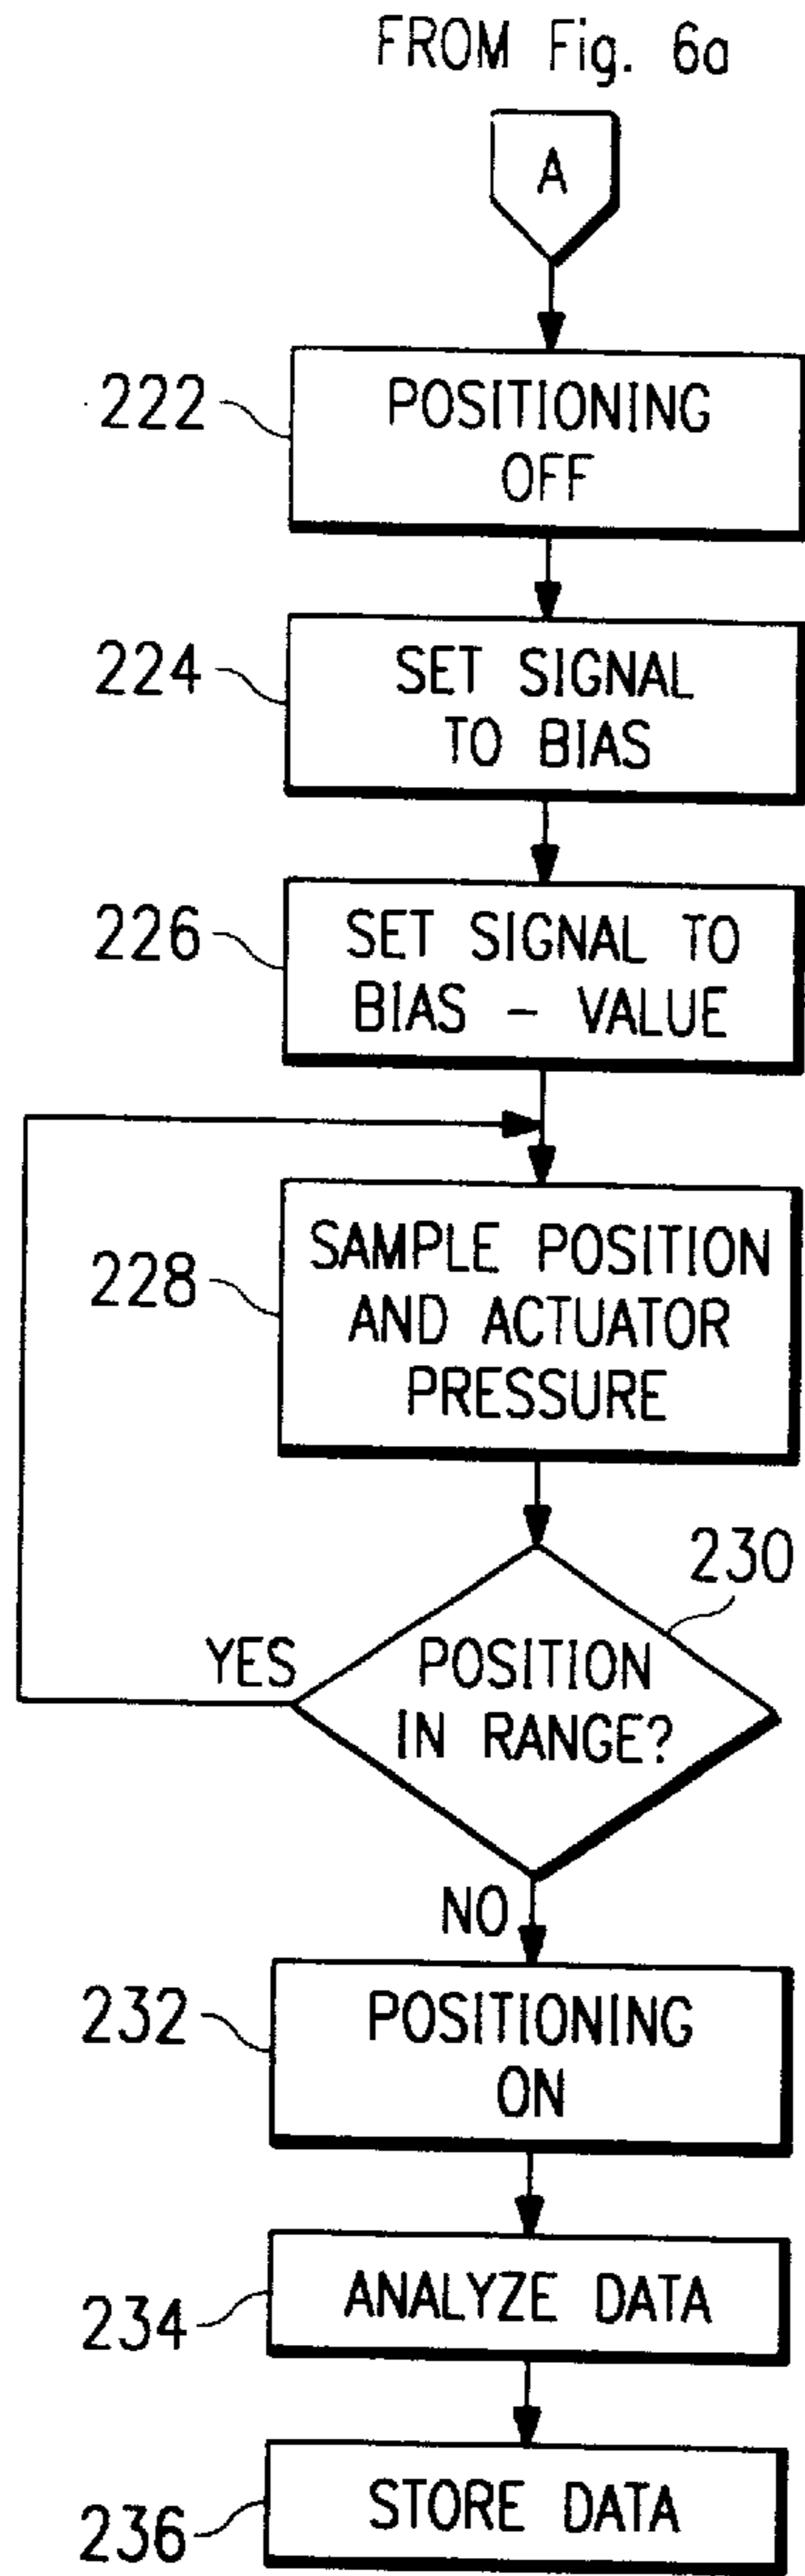 FROM Fig. 6a
A
222
POSITIONING
OFF
224
SET SIGNAL
TO BIAS
226
SET SIGNAL TO
BIAS - VALUE
228
SAMPLE POSITION
AND ACTUATOR
PRESSURE
230
YES
POSITION
IN RANGE?
NO
232
POSITIONING
ON
234
ANALYZE DATA
236
STORE DATA